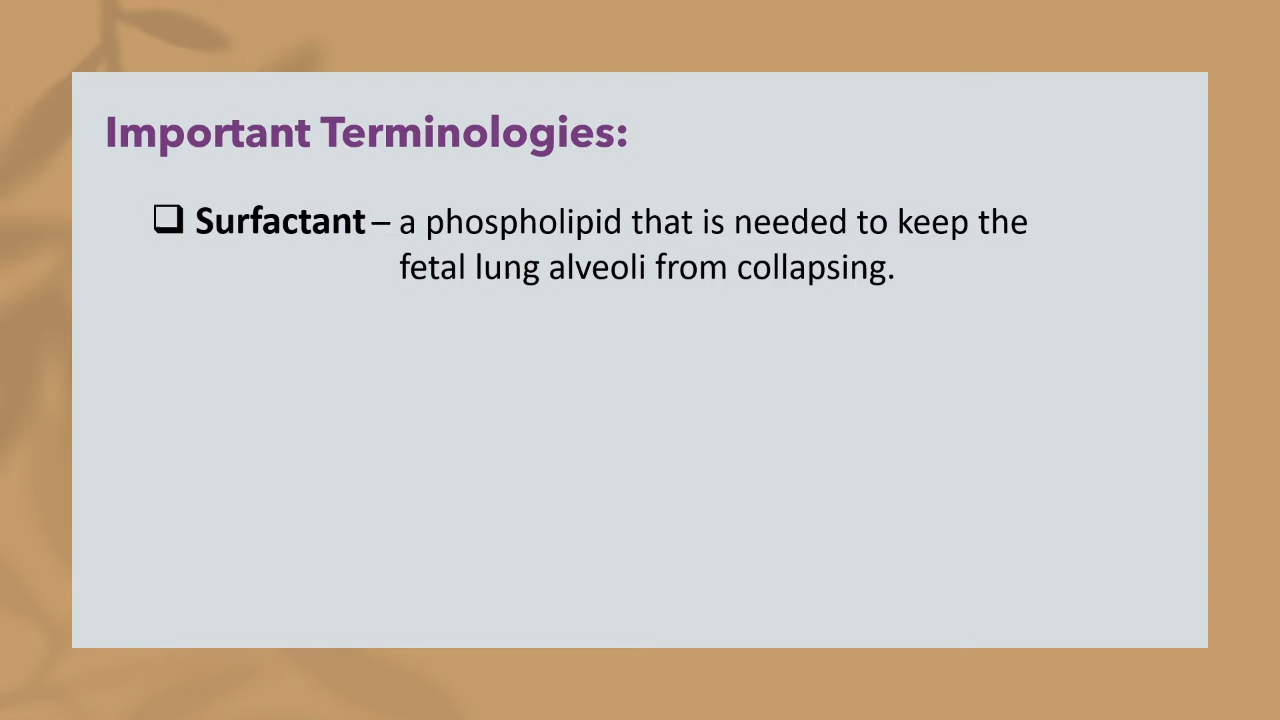 Important Terminologies:
❑ Surfactant – a phospholipid that is needed to keep the
fetal lung alveoli from collapsing.